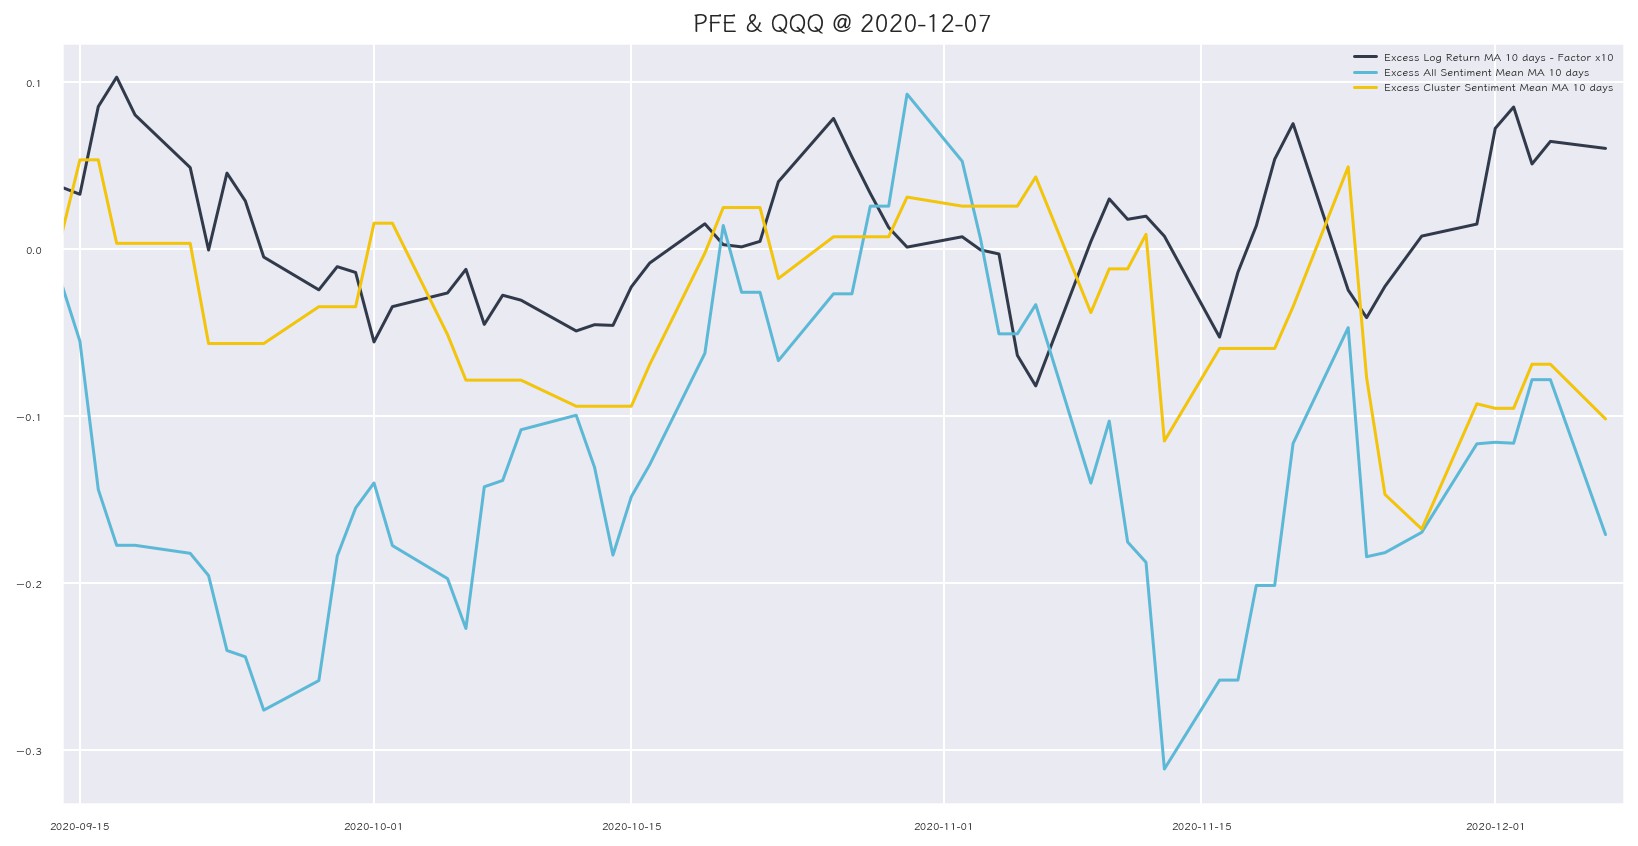 PFE & QQQ @ 2020-12-07
Excess Log Return MA 10 days - Factor x10
Excess All Sentiment Mean MA 10 days
Excess Cluster Sentiment Mean MA 10 days
0.1
0.0
−0.1
−0.2
−0.3
2020-09-15
2020-10-01
2020-10-15
2020-11-01
2020-11-15
2020-12-01